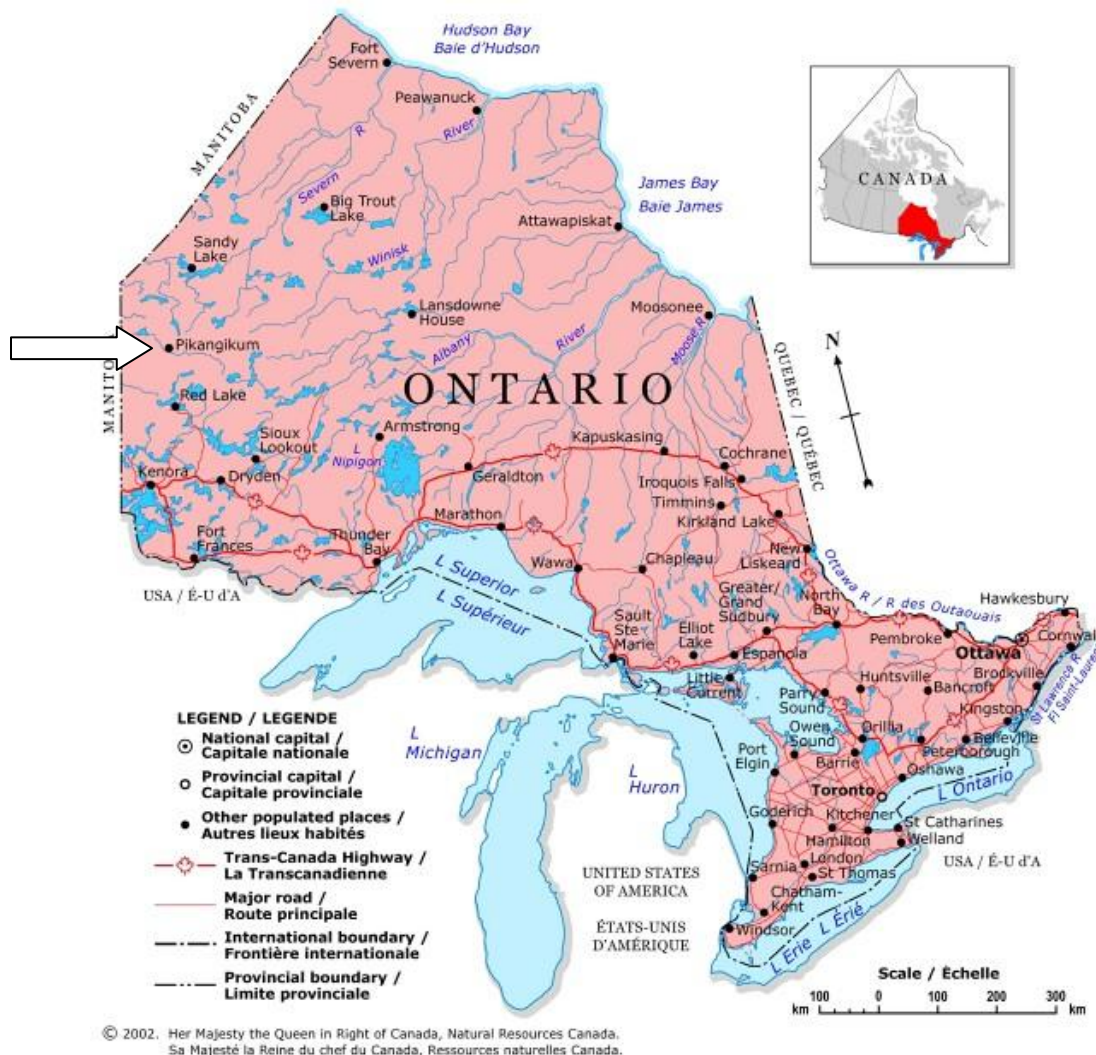 Hudson Bay
Baie d'Hudson
Fort
Severn
Peawanuck
MANITOBA
River
R
Severn
CANADA
James Bay
Baie James
Big Trout
Lake
Attawapiskat
Sandy
Lake
Winisk
Lansdowne
House
Moosonee
Pikangikum
Albany
River
Moose R
N
MANITO
QUEBEC / QUÉBEC
ONTARIO
Red Lake
Sioux
Lookout
Armstrong
L
Nipigon
Kapuskasing
Cochrane
Kenora
Dryden
Geraldton
Iroquois Falls
Timmins
Kirkland Lake
Marathon
Fort
Frances
Thunder
Bay
Wawa
Chapleau
New
Liskeard
Ottawa R / R des Outaouais
USA / É-U d'A
L Superior
L Supérieur
Greater/
Grand
Sudbury
North
Bay
Hawkesbury
Sault
Ste
Marie
Elliot
Lake
Espanola
Pembroke
Ottawa
Cornwal
Little
Current
Parry
Sound
Huntsville
Bancroft
Brockville
Kingston
St Lawrence R
Fl Saint-Laurent
Owen
Sound
Orillia
Belleville
Peterborough
Port
Elgin
Barrie
Oshawa
L
Michigan
L
Huron
Toronto
L Ontario
Goderich
Kitchener
St Catharines
Hamilton
Welland
USA / É-U d'A
Sarnia
London
St Thomas
Chatham-
Kent
Windsor
L Erie L Érié
UNITED STATES
OF AMERICA
ÉTATS-UNIS
D'AMÉRIQUE
LEGEND / LEGENDE
National capital /
Capitale nationale
Provincial capital /
Capitale provinciale
Other populated places /
Autres lieux habités
Trans-Canada Highway /
La Transcanadienne
Major road /
Route principale
International boundary /
Frontière internationale
Provincial boundary /
Limite provinciale
Scale / Échelle
100 0 100 200 300
km km
© 2002. Her Majesty the Queen in Right of Canada, Natural Resources Canada.
Sa Majesté la Reine du chef du Canada, Ressources naturelles Canada.